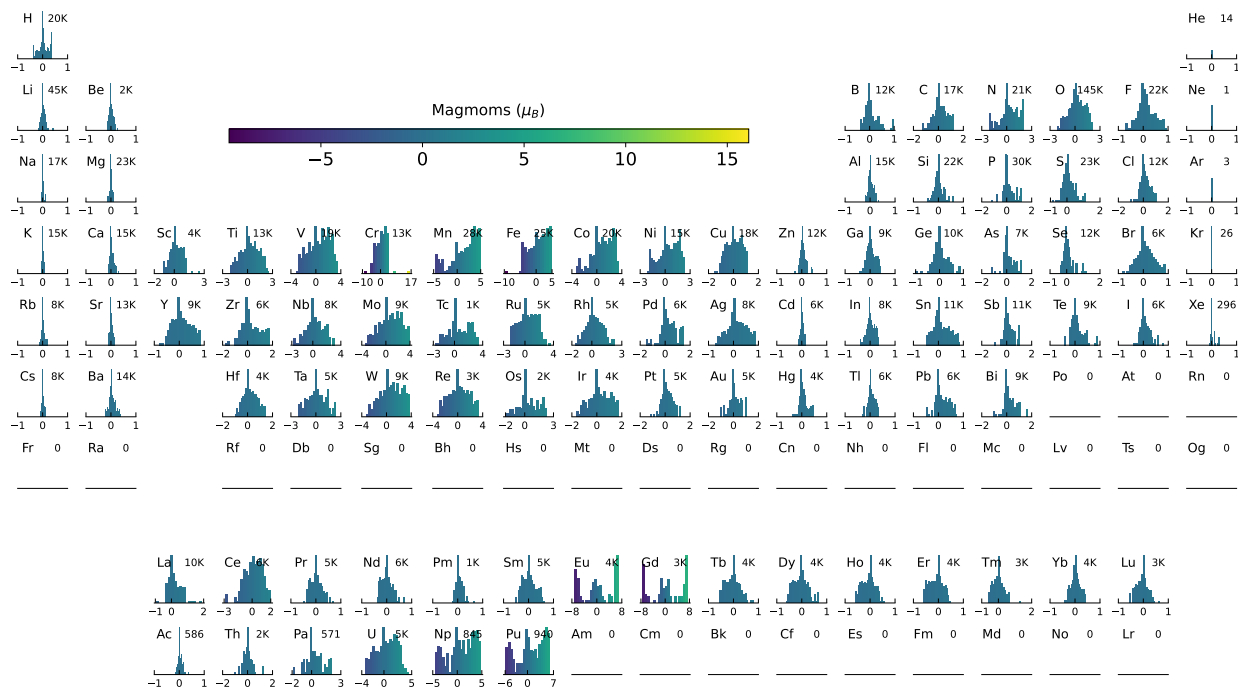 H 20K He 14
−1 0 1 −1 0 1
Li 45K Be 2K B 12K C 17K N 21K O 145K F 22K Ne 1
Magmoms (μB)
−5 0 5 10 15
−1 0 1 −1 0 1 −1 0 1 −1 0 1 −2 0 2 −1 0 3 −1 0 1 −1 0 1
Na 17K Mg 23K Al 15K Si 22K P 30K S 23K Cl 12K Ar 3
−1 0 1 −1 0 1 −1 0 1 −1 0 1 −2 0 2 −1 0 2 −2 0 2 −1 0 1
K 15K Ca 15K Sc 4K Ti 13K V 19K Cr 13K Mn 28K Fe 25K Co 20K Ni 15K Cu 18K Zn 12K Ga 9K Ge 10K As 7K Se 12K Br 6K Kr 26
−1 0 1 −1 0 1 −2 0 3 −3 0 3 −3 0 4 −10 0 17 −5 0 5 −10 0 5 −4 0 4 −2 0 3 −2 0 2 −1 0 1 −1 0 1 −1 0 1 −2 0 2 −1 0 2 −1 0 1 −1 0 1
Rb 8K Sr 13K Y 9K Zr 6K Nb 8K Mo 9K Tc 1K Ru 5K Rh 5K Pd 6K Ag 8K Cd 6K In 8K Sn 11K Sb 11K Te 9K I 6K Xe 296
−1 0 1 −1 0 1 −1 0 1 −2 0 2 −3 0 4 −4 0 4 −3 0 4 −3 0 4 −2 0 3 −2 0 2 −1 0 1 −1 0 1 −1 0 1 −1 0 1 −1 0 2 −1 0 1 −1 0 1 −1 0 1
Cs 8K Ba 14K Hf 4K Ta 5K W 9K Re 3K Os 2K Ir 4K Pt 5K Au 5K Hg 4K Tl 6K Pb 6K Bi 9K Po 0 At 0 Rn 0
−1 0 1 −1 0 1 −2 0 2 −3 0 3 −4 0 4 −4 0 4 −2 0 3 −4 0 4 −2 0 3 −1 0 1 −1 0 1 −1 0 1 −1 0 1 −1 0 2
Fr 0 Ra 0 Rf 0 Db 0 Sg 0 Bh 0 Hs 0 Mt 0 Ds 0 Rg 0 Cn 0 Nh 0 Fl 0 Mc 0 Lv 0 Ts 0 Og 0
La 10K Ce 6K Pr 5K Nd 6K Pm 1K Sm 5K Eu 4K Gd 3K Tb 4K Dy 4K Ho 4K Er 4K Tm 3K Yb 4K Lu 3K
−1 0 2 −3 0 2 −1 0 1 −1 0 1 −1 0 1 −1 0 1 −8 0 8 −8 0 8 −1 0 1 −1 0 1 −1 0 1 −1 0 1 −1 0 3 −1 0 1 −1 0 1
Ac 586 Th 2K Pa 571 U 5K Np 845 Pu 940 Am 0 Cm 0 Bk 0 Cf 0 Es 0 Fm 0 Md 0 No 0 Lr 0
−1 0 1 −1 0 2 −2 0 3 −4 0 5 −5 0 5 −6 0 7